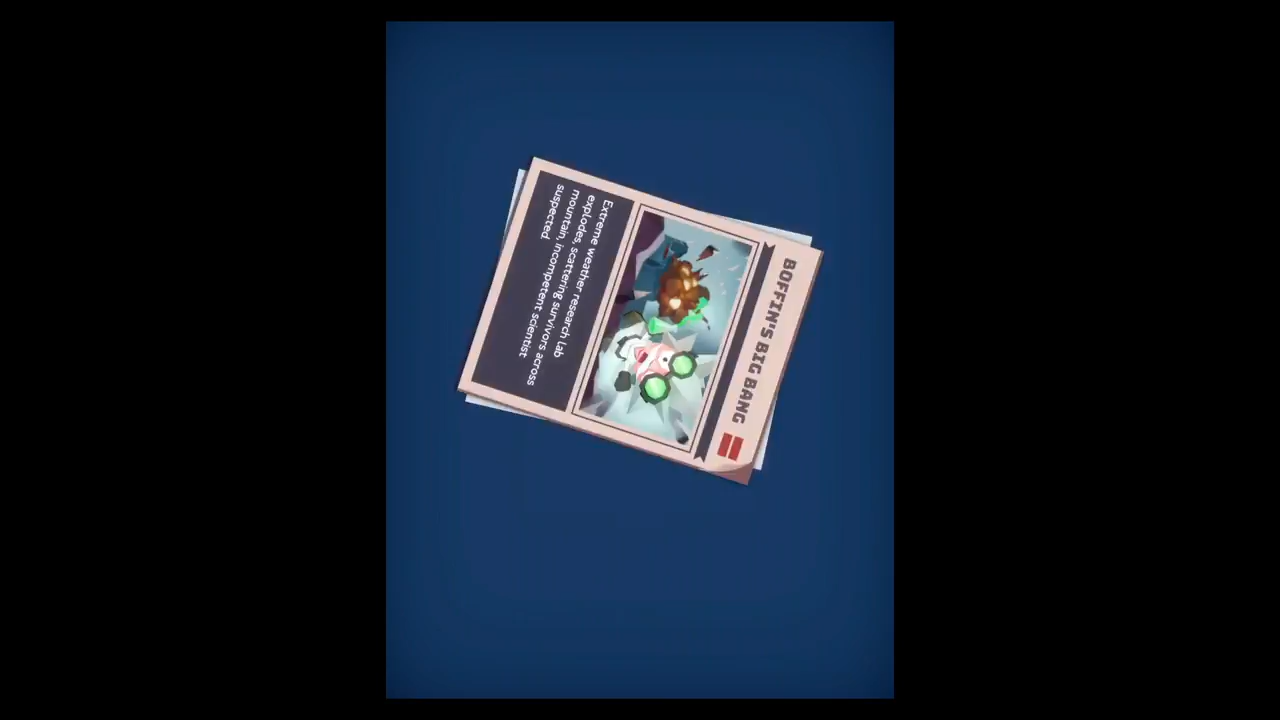 BOFFIN'S BIG BANG
Extreme weather research lab
explodes, scattering survivors across
mountain, incompetent scientist
suspected.